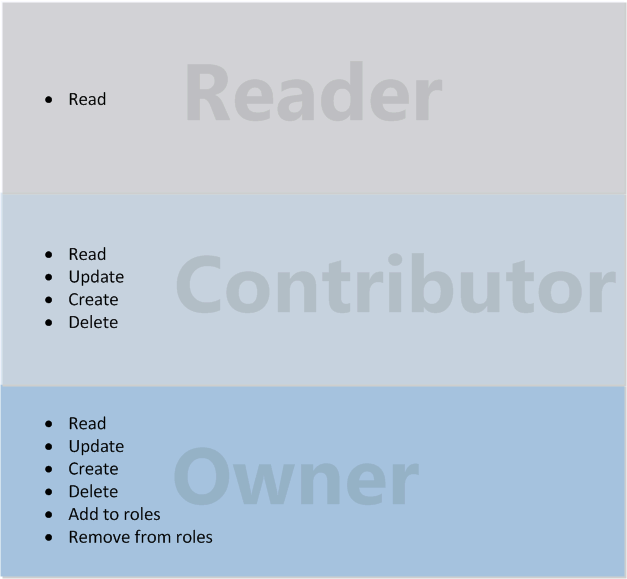 Reader
• Read
Contributor
• Read
• Update
• Create
• Delete
Owner
• Read
• Update
• Create
• Delete
• Add to roles
• Remove from roles